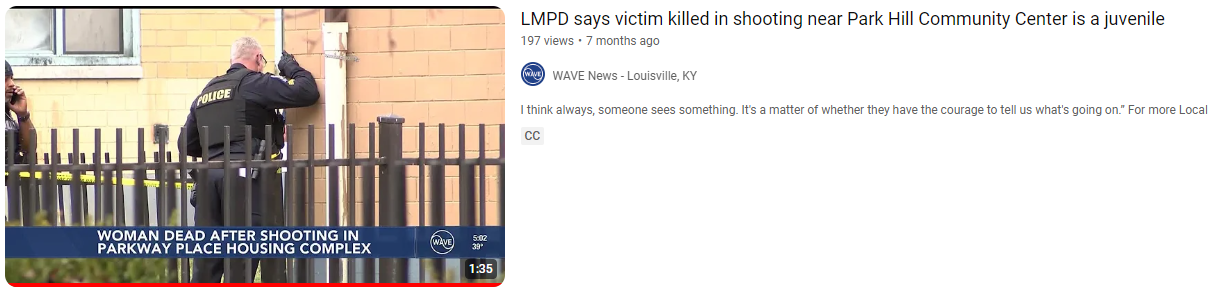 LMPD says victim killed in shooting near Park Hill Community Center is a juvenile
197 views • 7 months ago
WAVE
WAVE News - Louisville, KY
I think always, someone sees something. It's a matter of whether they have the courage to tell us what's going on.” For more Local
CC
POLICE
WOMAN DEAD AFTER SHOOTING IN
PARKWAY PLACE HOUSING COMPLEX
WAVE
5:02
39°
1:35